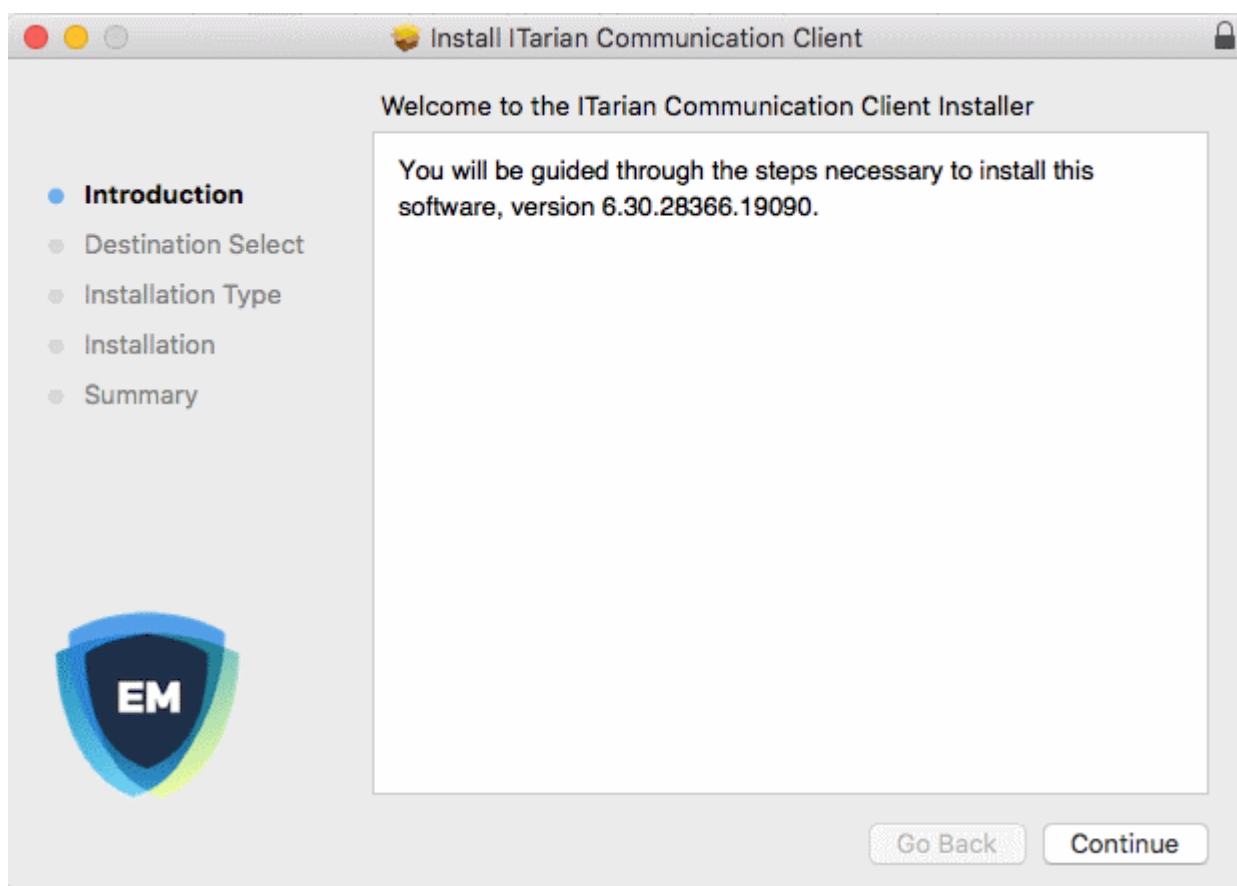 Install ITarian Communication Client
Welcome to the ITarian Communication Client Installer
You will be guided through the steps necessary to install this
software, version 6.30.28366.19090.
Introduction
Destination Select
Installation Type
Installation
Summary
EM
Go Back
Continue